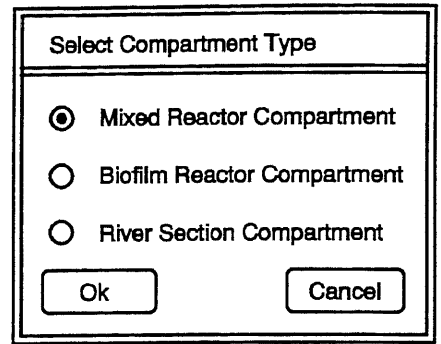 Select Compartment Type
Mixed Reactor Compartment
Biofilm Reactor Compartment
River Section Compartment
Ok Cancel